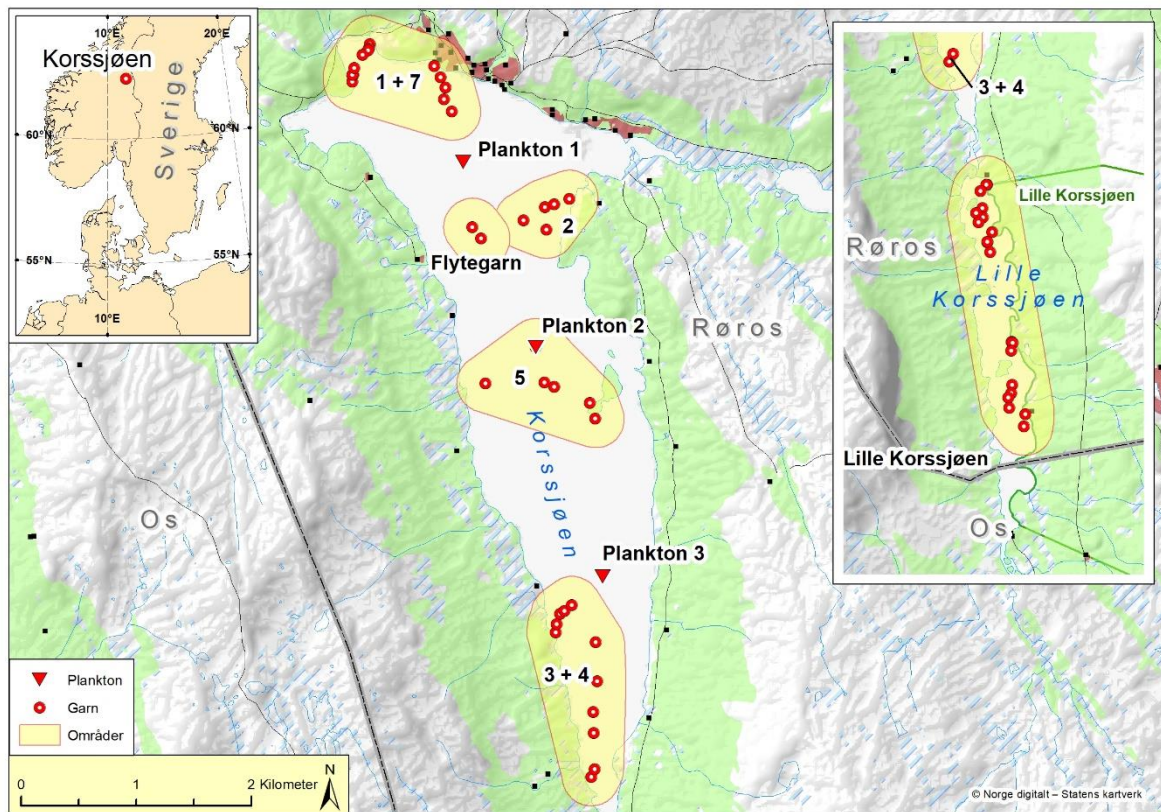 10°E
20°E
Korssjøen
60°N
60°N
Sverige
55°N
55°N
10°E
1 + 7
Plankton 1
2
Flytegarn
Plankton 2
5
Røros
Korssjøen
Os
Plankton 3
3 + 4
3 + 4
Lille Korssjøen
Røros
Lille
Korssjøen
Lille Korssjøen
Os
Plankton
Garn
Områder
0 1 2 Kilometer
N
© Norge digitalt – Statens kartverk